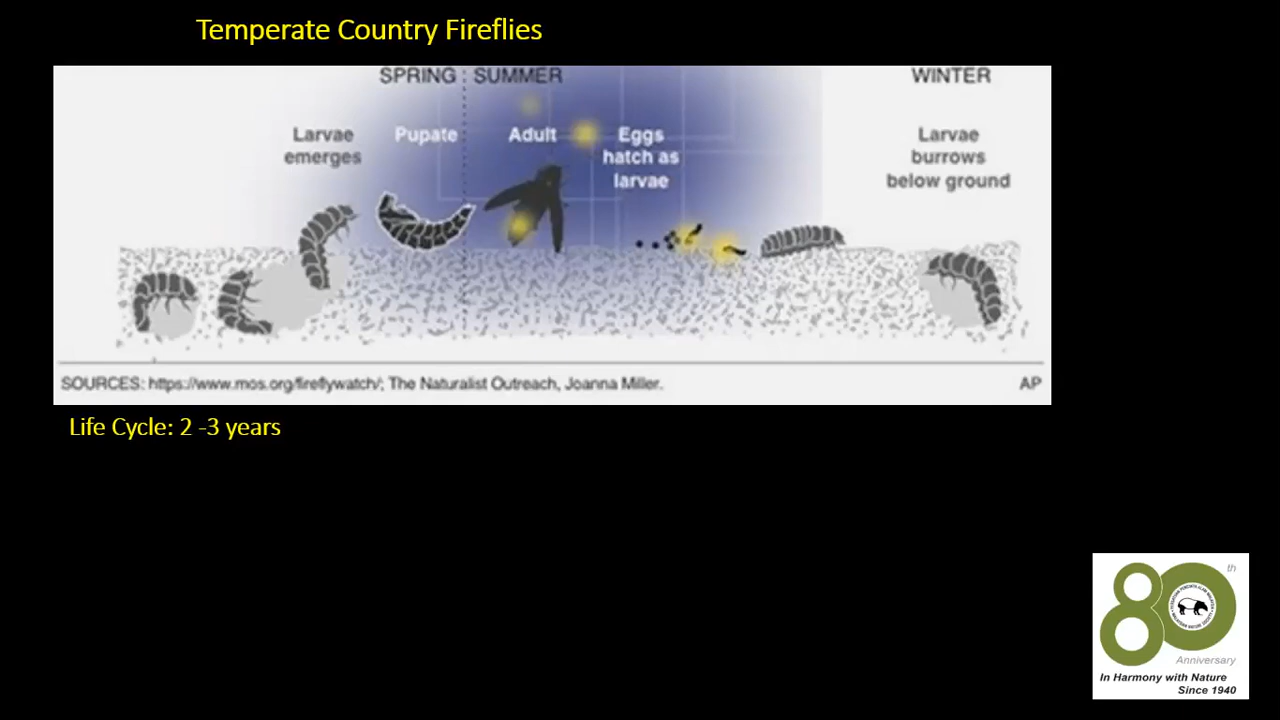 Temperate Country Fireflies
SPRING SUMMER WINTER
Larvae emerges
Pupate
Adult
Eggs hatch as larvae
Larvae burrows below ground
SOURCES: https://www.mos.org/fireflywatch/; The Naturalist Outreach, Joanna Miller. AP
Life Cycle: 2 -3 years
80th
Anniversary
In Harmony with Nature
Since 1940